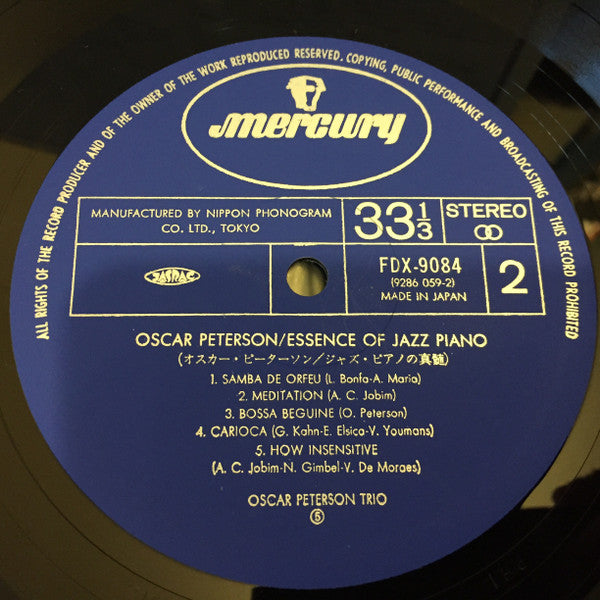 ALL RIGHTS OF THE RECORD PRODUCER AND OF THE OWNER OF THE WORK REPRODUCED RESERVED. COPYING, PUBLIC PERFORMANCE AND BROADCASTING OF THIS RECORD PROHIBITED
mercury
MANUFACTURED BY NIPPON PHONOGRAM
CO. LTD., TOKYO
33 1/3
STEREO
JASRAC
FDX-9084
(9286 059-2)
MADE IN JAPAN
2
OSCAR PETERSON/ESSENCE OF JAZZ PIANO
(オスカー・ピーターソン/ジャズ・ピアノの真髄)
1. SAMBA DE ORFEU (L. Bonfa-A. Maria)
2. MEDITATION (A. C. Jobim)
3. BOSSA BEGUINE (O. Peterson)
4. CARIOCA (G. Kahn-E. Elsica-V. Youmans)
5. HOW INSENSITIVE
(A. C. Jobim-N. Gimbel-V. De Moraes)
OSCAR PETERSON TRIO
⑤